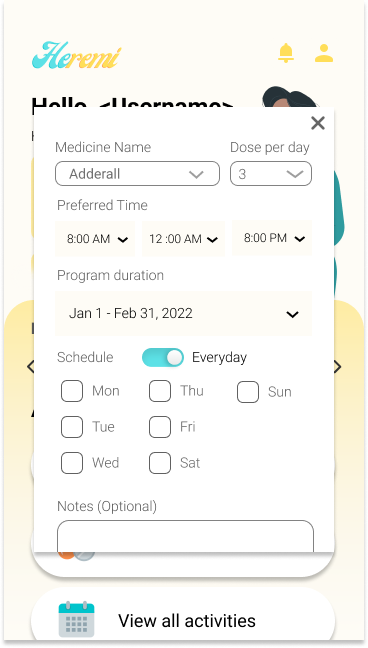 Heremi
Hello, <Username>
Medicine Name
Dose per day
Adderall
3
Preferred Time
8:00 AM
12 :00 AM
8:00 PM
Program duration
Jan 1 - Feb 31, 2022
Schedule
Everyday
Mon
Thu
Sun
Tue
Fri
Wed
Sat
Notes (Optional)
View all activities